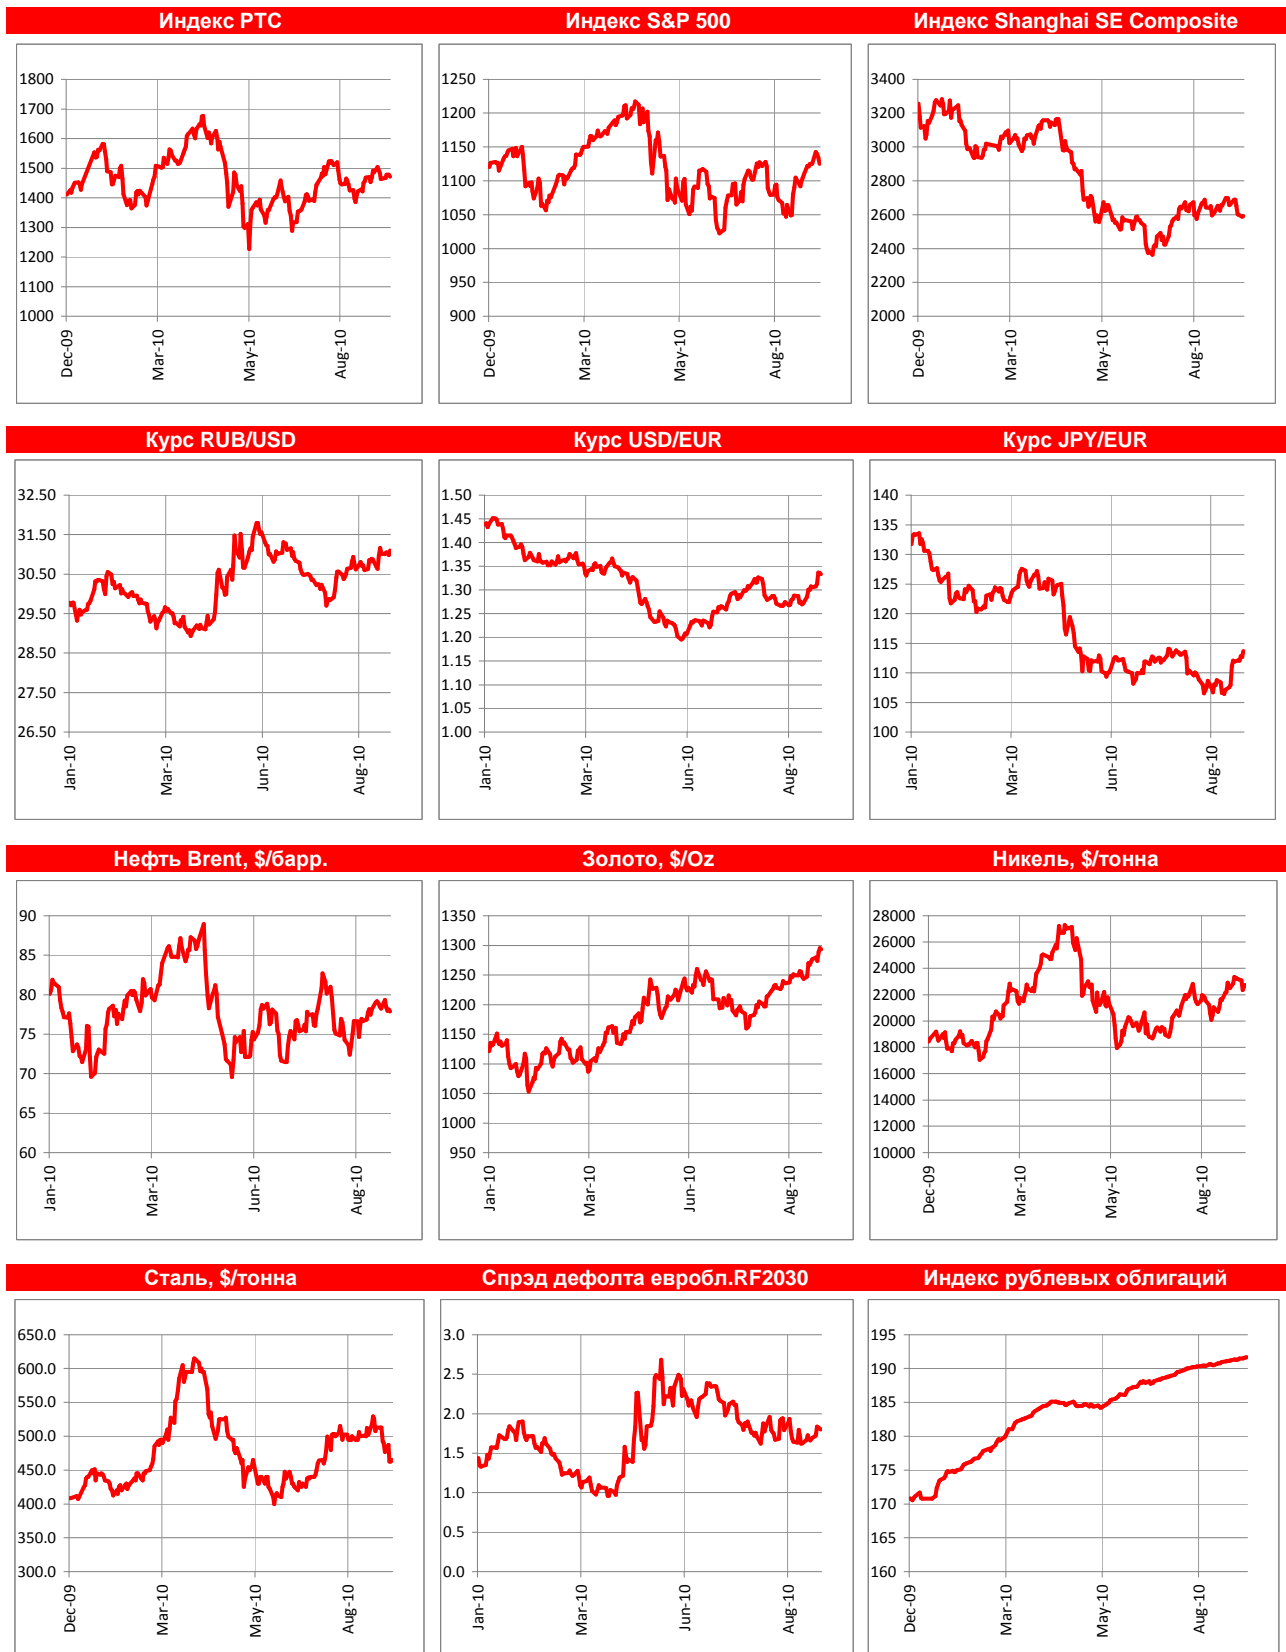 Индекс РТС
1800
1700
1600
1500
1400
1300
1200
1100
1000
Dec-09
Mar-10
May-10
Aug-10
Индекс S&P 500
1250
1200
1150
1100
1050
1000
950
900
Dec-09
Mar-10
May-10
Aug-10
Индекс Shanghai SE Composite
3400
3200
3000
2800
2600
2400
2200
2000
Dec-09
Mar-10
May-10
Aug-10
Курс RUB/USD
32.50
31.50
30.50
29.50
28.50
27.50
26.50
Jan-10
Mar-10
Jun-10
Aug-10
Курс USD/EUR
1.50
1.45
1.40
1.35
1.30
1.25
1.20
1.15
1.10
1.05
1.00
Jan-10
Mar-10
Jun-10
Aug-10
Курс JPY/EUR
140
135
130
125
120
115
110
105
100
Jan-10
Mar-10
Jun-10
Aug-10
Нефть Brent, $/барр.
90
85
80
75
70
65
60
Jan-10
Mar-10
Jun-10
Aug-10
Золото, $/Oz
1350
1300
1250
1200
1150
1100
1050
1000
950
Jan-10
Mar-10
Jun-10
Aug-10
Никель, $/тонна
28000
26000
24000
22000
20000
18000
16000
14000
12000
10000
Dec-09
Mar-10
May-10
Aug-10
Сталь, $/тонна
650.0
600.0
550.0
500.0
450.0
400.0
350.0
300.0
Dec-09
Mar-10
May-10
Aug-10
Спрэд дефолта евробл.RF2030
3.0
2.5
2.0
1.5
1.0
0.5
0.0
Jan-10
Mar-10
Jun-10
Aug-10
Индекс рублевых облигаций
195
190
185
180
175
170
165
160
Dec-09
Mar-10
May-10
Aug-10